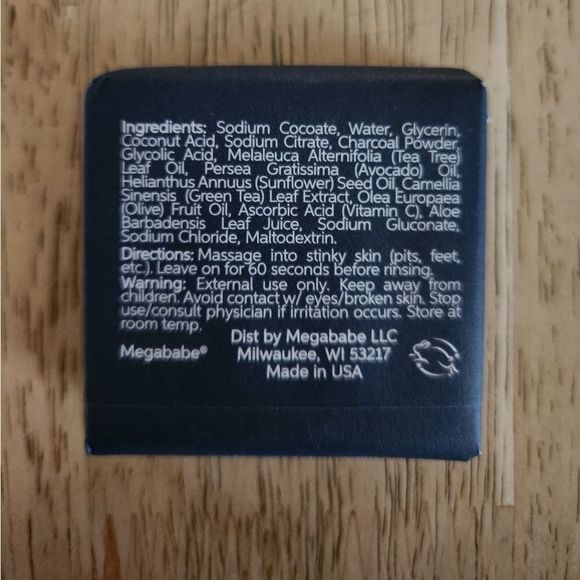 Ingredients: Sodium Cocoate, Water, Glycerin,
Coconut Acid, Sodium Citrate, Charcoal Powder,
Glycolic Acid, Melaleuca Alternifolia (Tea Tree)
Leaf Oil, Persea Gratissima (Avocado) Oil,
Helianthus Annuus (Sunflower) Seed Oil, Camellia
Sinensis (Green Tea) Leaf Extract, Olea Europaea
(Olive) Fruit Oil, Ascorbic Acid (Vitamin C), Aloe
Barbadensis Leaf Juice, Sodium Gluconate,
Sodium Chloride, Maltodextrin.
Directions: Massage into stinky skin (pits, feet,
etc.). Leave on for 60 seconds before rinsing.
Warning: External use only. Keep away from
children. Avoid contact w/ eyes/broken skin. Stop
use/consult physician if irritation occurs. Store at
room temp.
Megababe®
Dist by Megababe LLC
Milwaukee, WI 53217
Made in USA